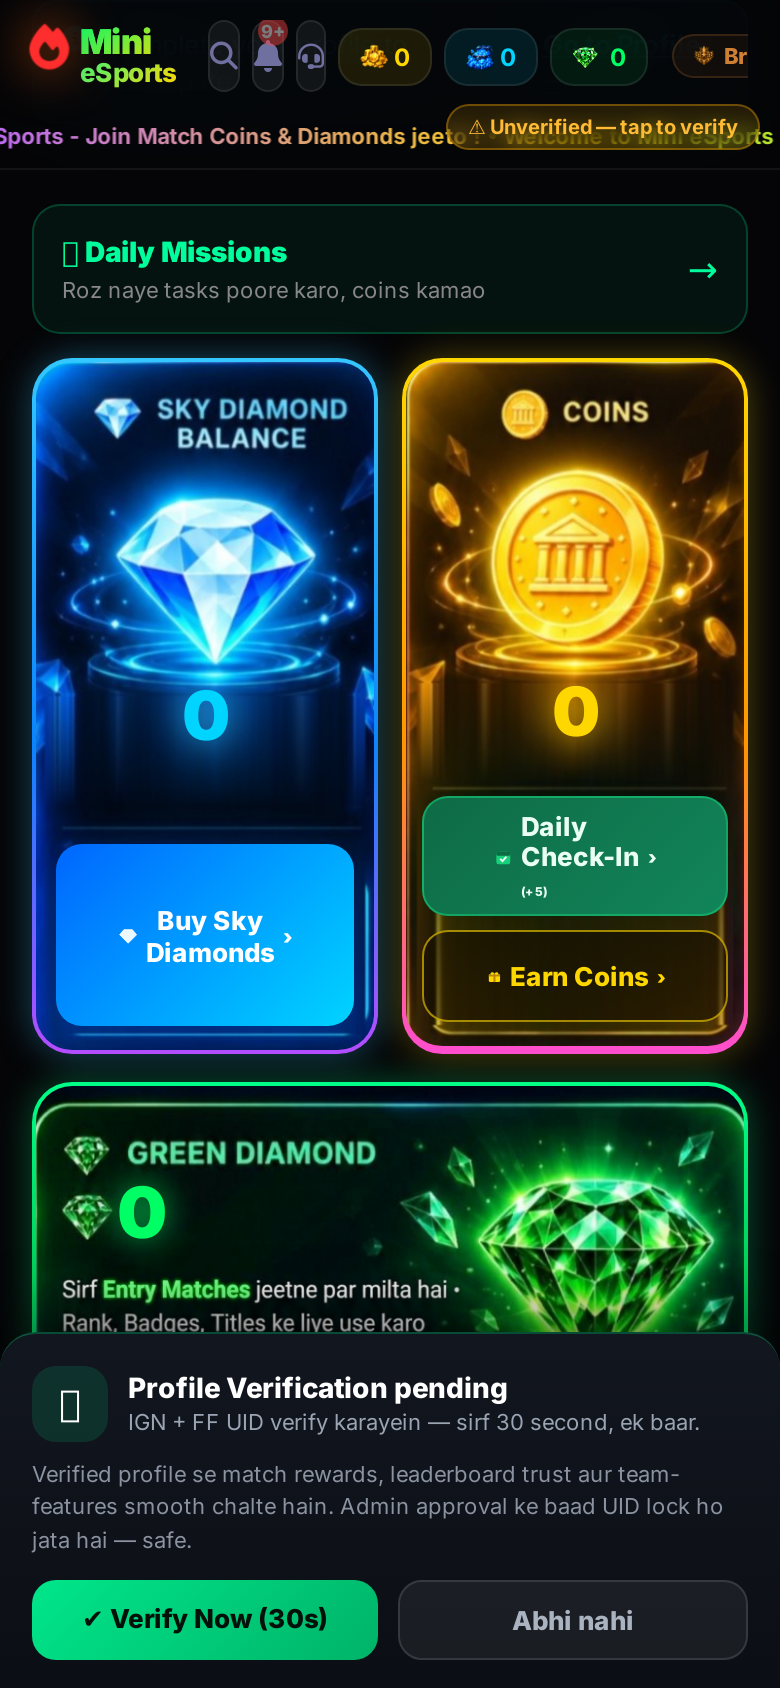 Mini
eSports
9+
0
0
0
Br
Sports - Join Match Coins & Diamonds jeeto ! - Welcome to Mini eSports
⚠ Unverified — tap to verify
Daily Missions
Roz naye tasks poore karo, coins kamao
→
SKY DIAMOND
BALANCE
0
Buy Sky
Diamonds ›
COINS
0
Daily
Check-In ›
(+5)
Earn Coins ›
GREEN DIAMOND
0
Sirf Entry Matches jeetne par milta hai •
Rank, Badges, Titles ke liye use karo
Profile Verification pending
IGN + FF UID verify karayein — sirf 30 second, ek baar.
Verified profile se match rewards, leaderboard trust aur team-
features smooth chalte hain. Admin approval ke baad UID lock ho
jata hai — safe.
✔ Verify Now (30s)
Abhi nahi